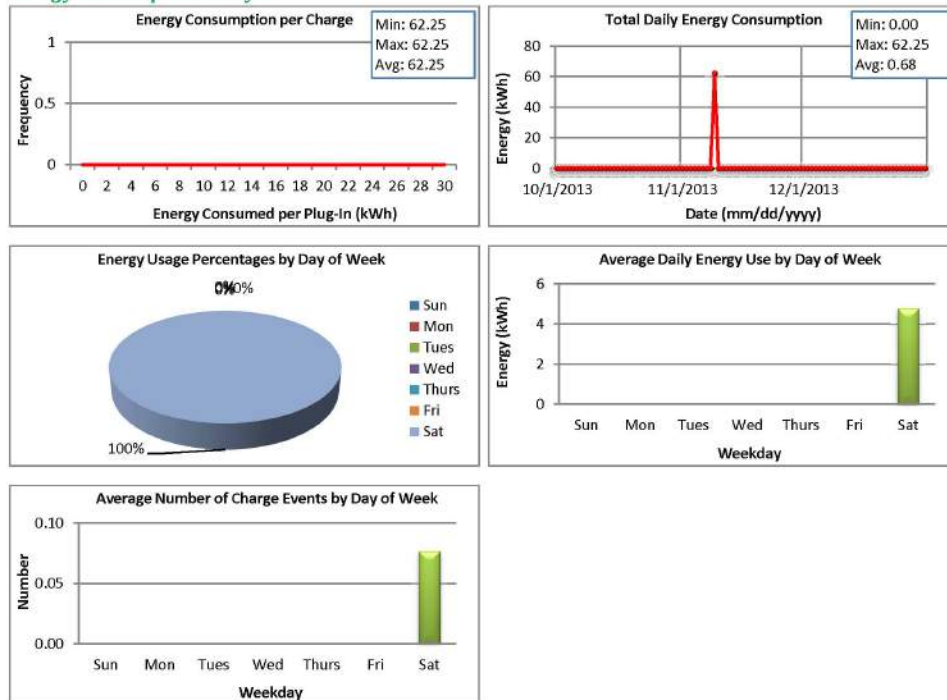 Energy Consumption per Charge
Min: 62.25
Max: 62.25
Avg: 62.25
1
0.5
0
Frequency
0 2 4 6 8 10 12 14 16 18 20 22 24 26 28 30
Energy Consumed per Plug-In (kWh)
Total Daily Energy Consumption
Min: 0.00
Max: 62.25
Avg: 0.68
80
60
40
20
0
Energy (kWh)
10/1/2013 11/1/2013 12/1/2013
Date (mm/dd/yyyy)
Energy Usage Percentages by Day of Week
0%
100%
Sun
Mon
Tues
Wed
Thurs
Fri
Sat
Average Daily Energy Use by Day of Week
6
4
2
0
Energy (kWh)
Sun Mon Tues Wed Thurs Fri Sat
Weekday
Average Number of Charge Events by Day of Week
0.10
0.05
0.00
Number
Sun Mon Tues Wed Thurs Fri Sat
Weekday